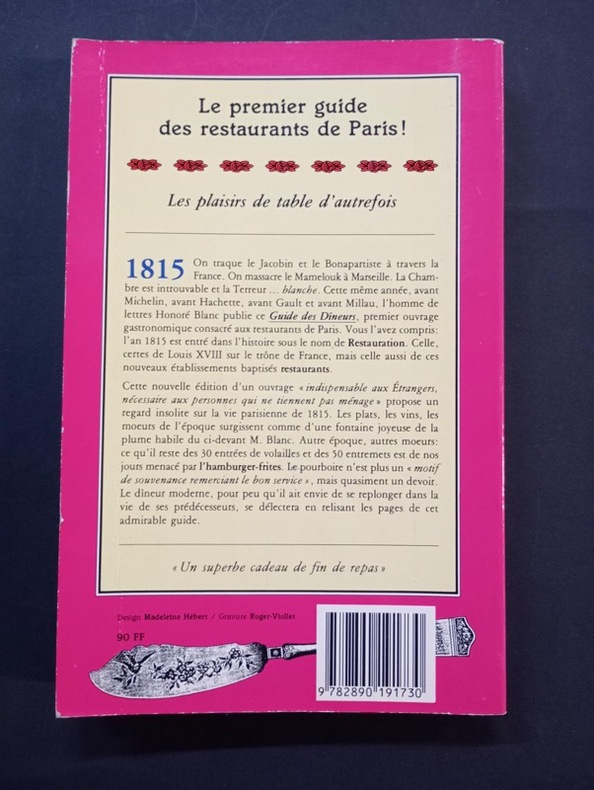 Le premier guide
des restaurants de Paris!
Les plaisirs de table d'autrefois
1815 On traque le Jacobin et le Bonapartiste à travers la
France. On massacre le Mamelouk à Marseille. La Cham-
bre est introuvable et la Terreur ... blanche. Cette même année, avant
Michelin, avant Hachette, avant Gault et avant Millau, l'homme de
lettres Honoré Blanc publie ce Guide des Dîneurs, premier ouvrage
gastronomique consacré aux restaurants de Paris. Vous l'avez compris:
l'an 1815 est entré dans l'histoire sous le nom de Restauration. Celle,
certes de Louis XVIII sur le trône de France, mais celle aussi de ces
nouveaux établissements baptisés restaurants.
Cette nouvelle édition d'un ouvrage «indispensable aux Étrangers,
nécessaire aux personnes qui ne tiennent pas ménage» propose un
regard insolite sur la vie parisienne de 1815. Les plats, les vins, les
moeurs de l'époque surgissent comme d'une fontaine joyeuse de la
plume habile du ci-devant M. Blanc. Autre époque, autres moeurs:
ce qu'il reste des 30 entrées de volailles et des 50 entremets est de nos
jours menacé par l'hamburger-frites. Le pourboire n'est plus un «motif
de souvenance remerciant le bon service», mais quasiment un devoir.
Le dîneur moderne, pour peu qu'il ait envie de se replonger dans la
vie de ses prédécesseurs, se délectera en relisant les pages de cet
admirable guide.
«Un superbe cadeau de fin de repas»
Design Madeleine Hébert / Gravure Roger-Viollet
90 FF
9 782890 191730